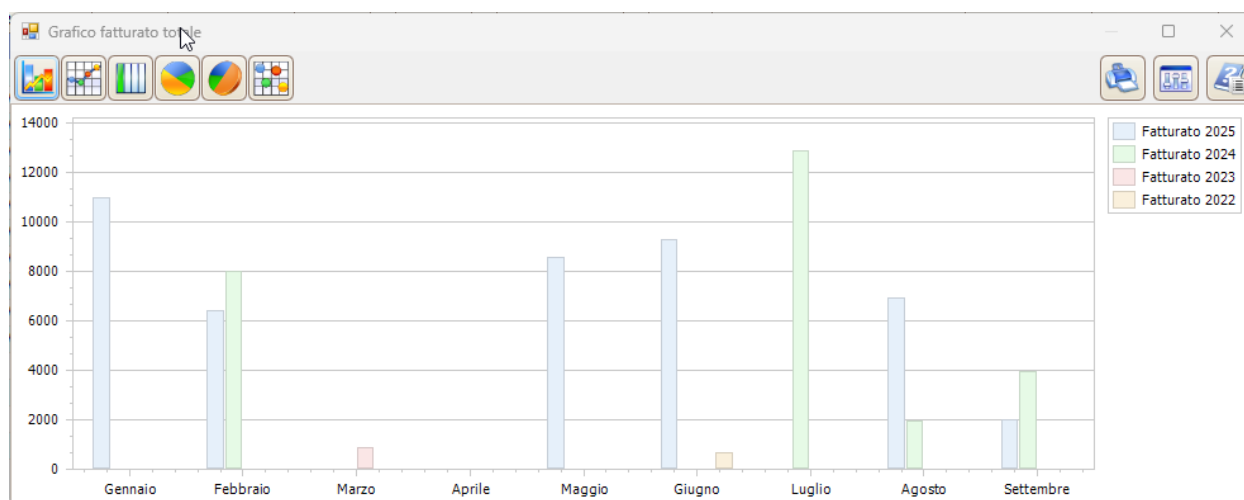 Grafico fatturato totale
14000
12000
10000
8000
6000
4000
2000
0
Gennaio Febbraio Marzo Aprile Maggio Giugno Luglio Agosto Settembre
Fatturato 2025
Fatturato 2024
Fatturato 2023
Fatturato 2022